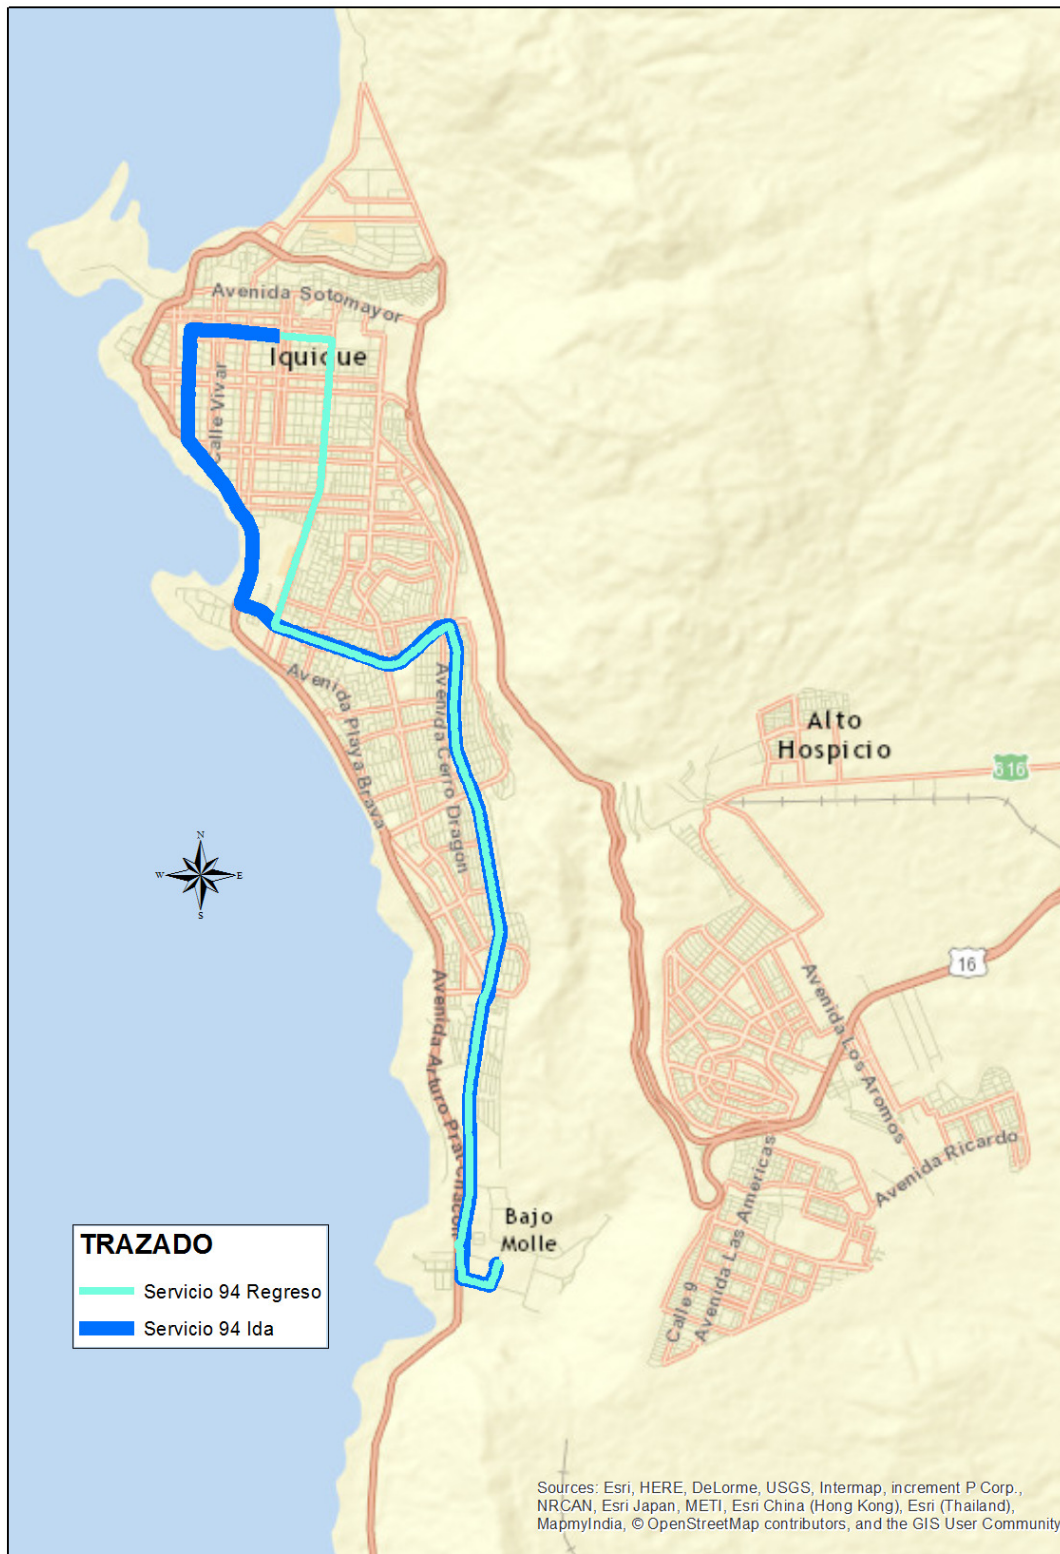 Avenida Sotomayor
Iquique
Calle Vivar
Avenida Playa Brava
Avenida Cerro Dragón
Alto
Hospicio
616
N
W
E
S
16
Avenida Los Aromos
Avenida Arturo Prat Chacón
Avenida Ricardo
Avenida Las Americas
Bajo
Molle
Calle 9
TRAZADO
Servicio 94 Regreso
Servicio 94 Ida
Sources: Esri, HERE, DeLorme, USGS, Intermap, increment P Corp.,
NRCAN, Esri Japan, METI, Esri China (Hong Kong), Esri (Thailand),
MapmyIndia, © OpenStreetMap contributors, and the GIS User Community